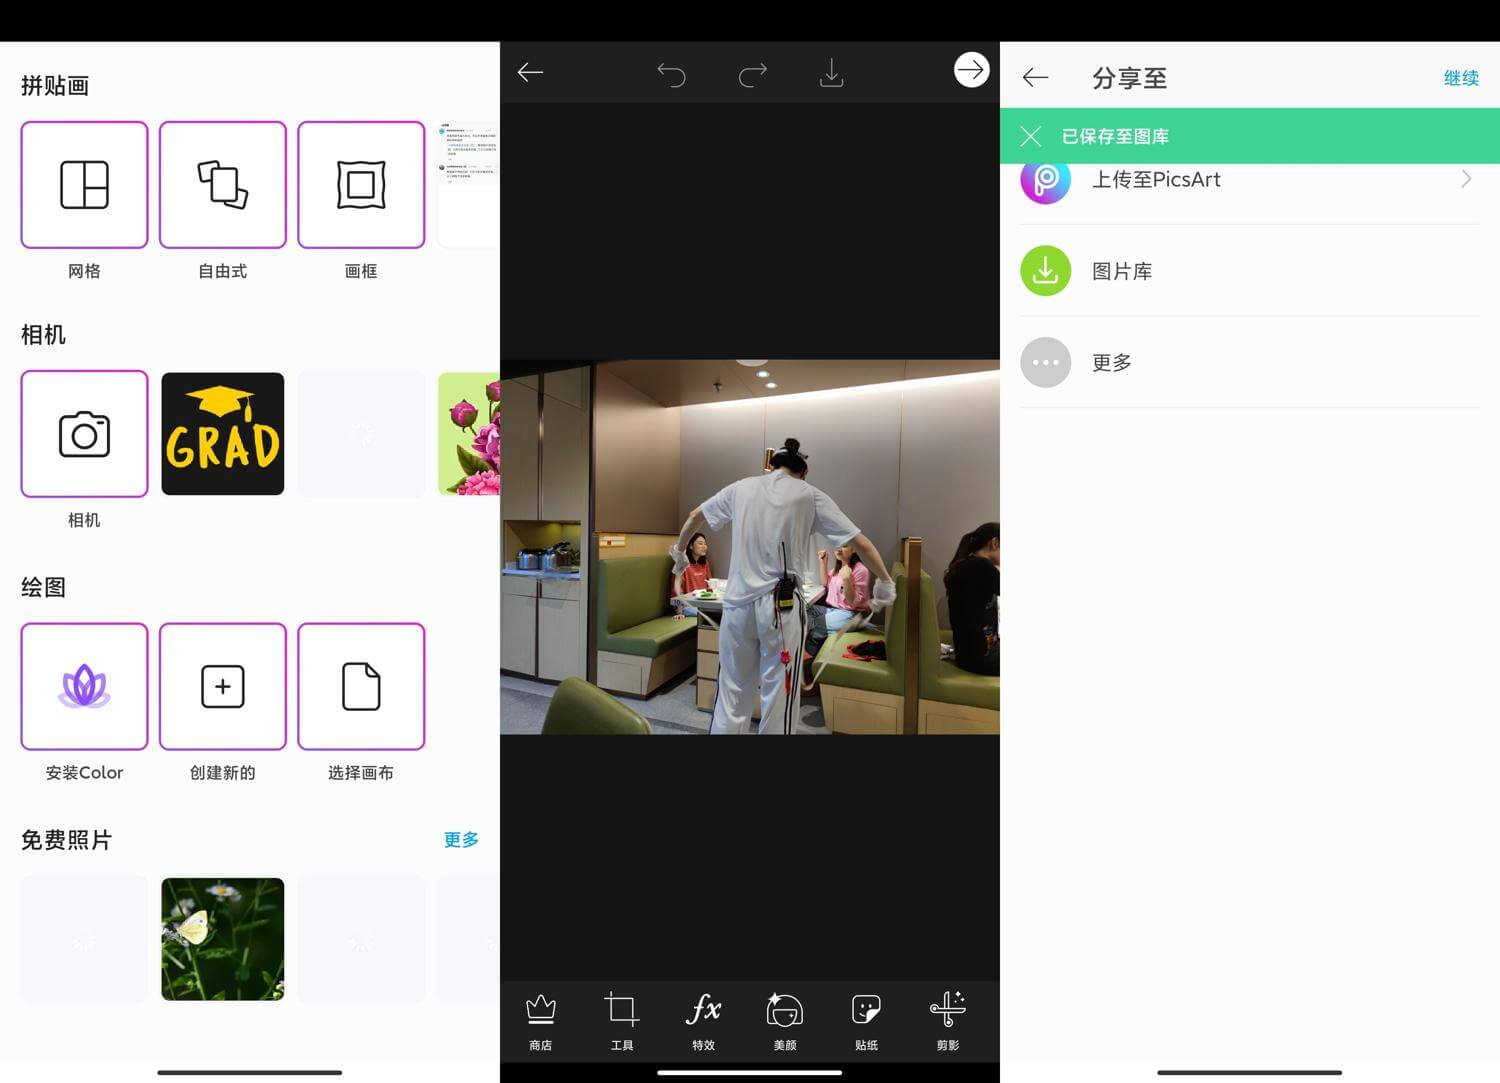 拼贴画
网格
自由式
画框
相机
GRAD
相机
绘图
安装Color
创建新的
选择画布
免费照片
更多
商店
工具
fx
特效
美颜
贴纸
剪影
分享至
继续
已保存至图库
上传至PicsArt
图片库
更多